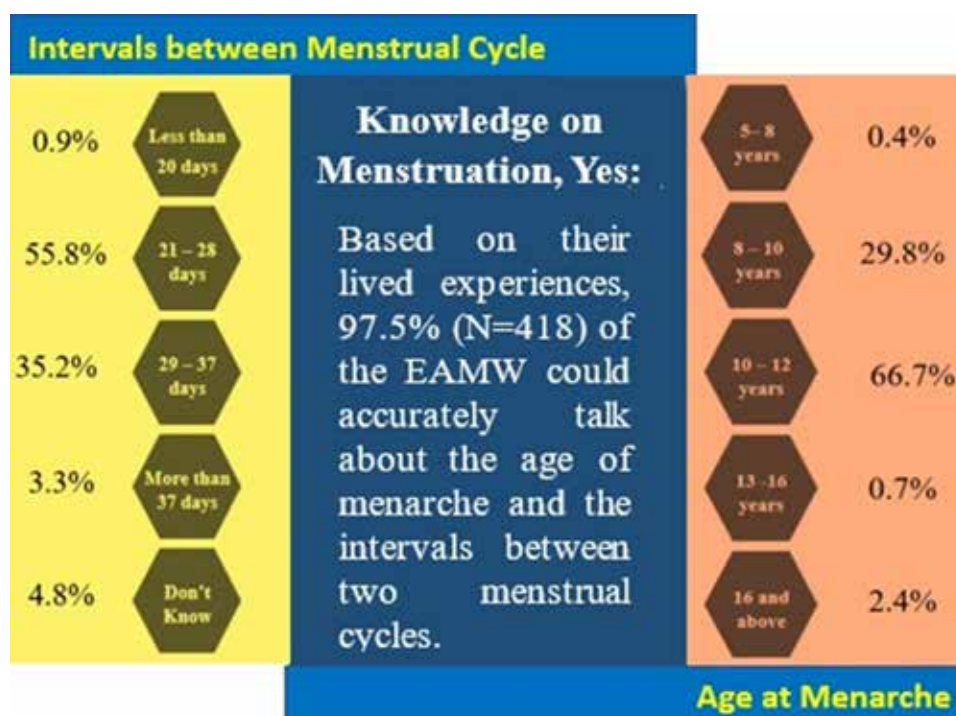 Intervals between Menstrual Cycle
0.9%
Less than
20 days
55.8%
21 – 28
days
35.2%
29 – 37
days
3.3%
More than
37 days
4.8%
Don't
Know
Knowledge on
Menstruation, Yes:
Based on their
lived experiences,
97.5% (N=418) of
the EAMW could
accurately talk
about the age of
menarche and the
intervals between
two menstrual
cycles.
5– 8
years
0.4%
8 – 10
years
29.8%
10 – 12
years
66.7%
13 -16
years
0.7%
16 and
above
2.4%
Age at Menarche